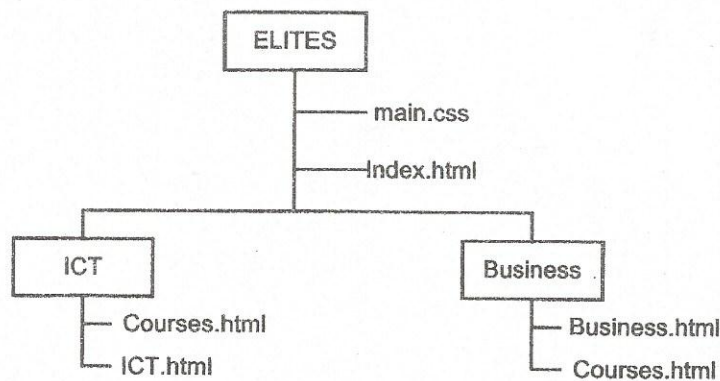 ELITES
main.css
Index.html
ICT
Business
Courses.html
ICT.html
Business.html
Courses.html